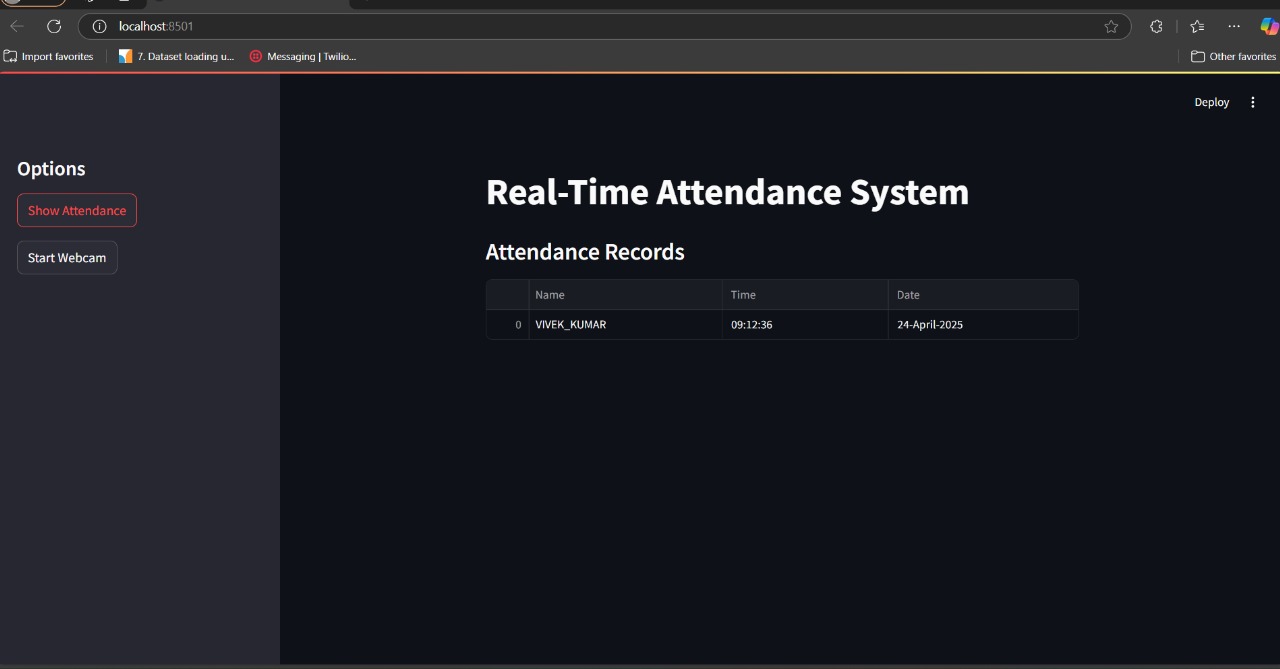 localhost:8501
Import favorites
7. Dataset loading u...
Messaging | Twilio...
Other favorites
Deploy
Options
Show Attendance
Start Webcam
Real-Time Attendance System
Attendance Records
Name Time Date
0 VIVEK_KUMAR 09:12:36 24-April-2025